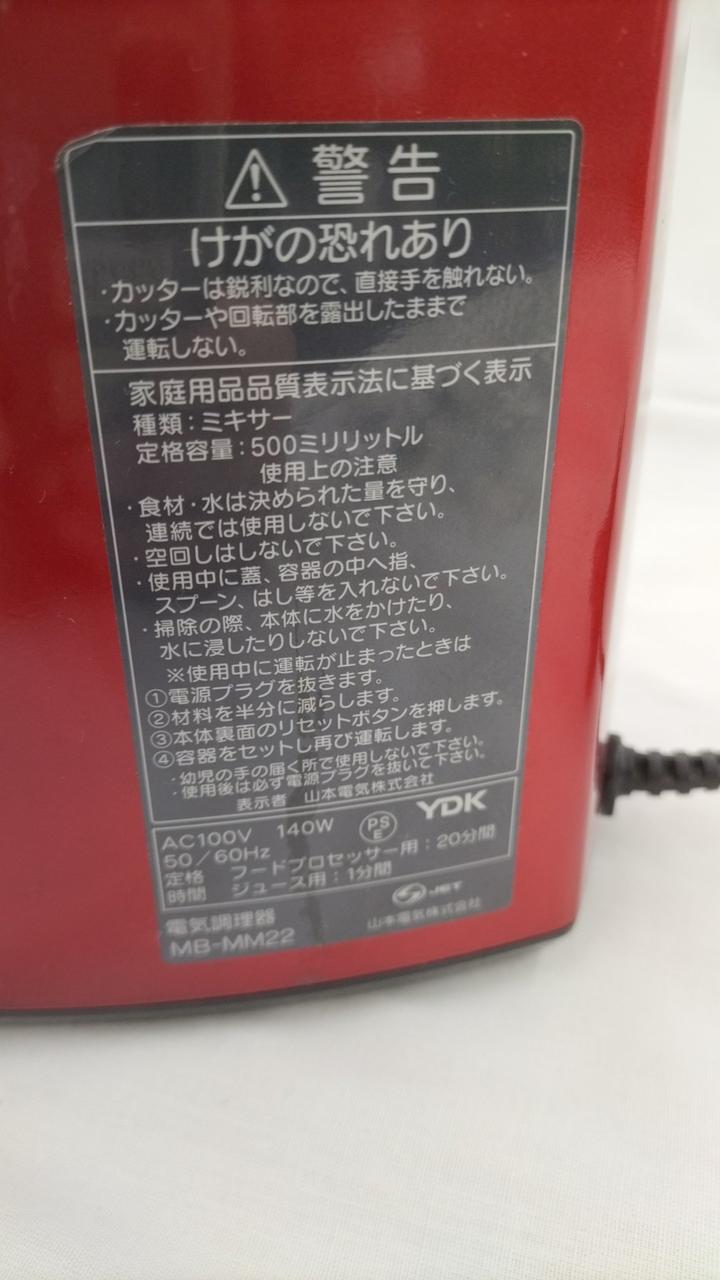 警告
けがの恐れあり
・カッターは鋭利なので、直接手を触れない。
・カッターや回転部を露出したままで
運転しない。
家庭用品品質表示法に基づく表示
種類：ミキサー
定格容量：500ミリリットル
使用上の注意
・食材・水は決められた量を守り、
連続では使用しないで下さい。
・空回しはしないで下さい。
・使用中に蓋、容器の中へ指、
スプーン、はし等を入れないで下さい。
・掃除の際、本体に水をかけたり、
水に浸したりしないで下さい。
※使用中に運転が止まったときは
①電源プラグを抜きます。
②材料を半分に減らします。
③本体裏面のリセットボタンを押します。
④容器をセットし再び運転します。
・幼児の手の届く所で使用しないで下さい。
・使用後は必ず電源プラグを抜いて下さい。
表示者 山本電気株式会社 YDK
AC100V 140W PSE
50／60Hz
定格 フードプロセッサー用：20分間
時間 ジュース用：1分間
JET
電気調理器 山本電気株式会社
MB-MM22